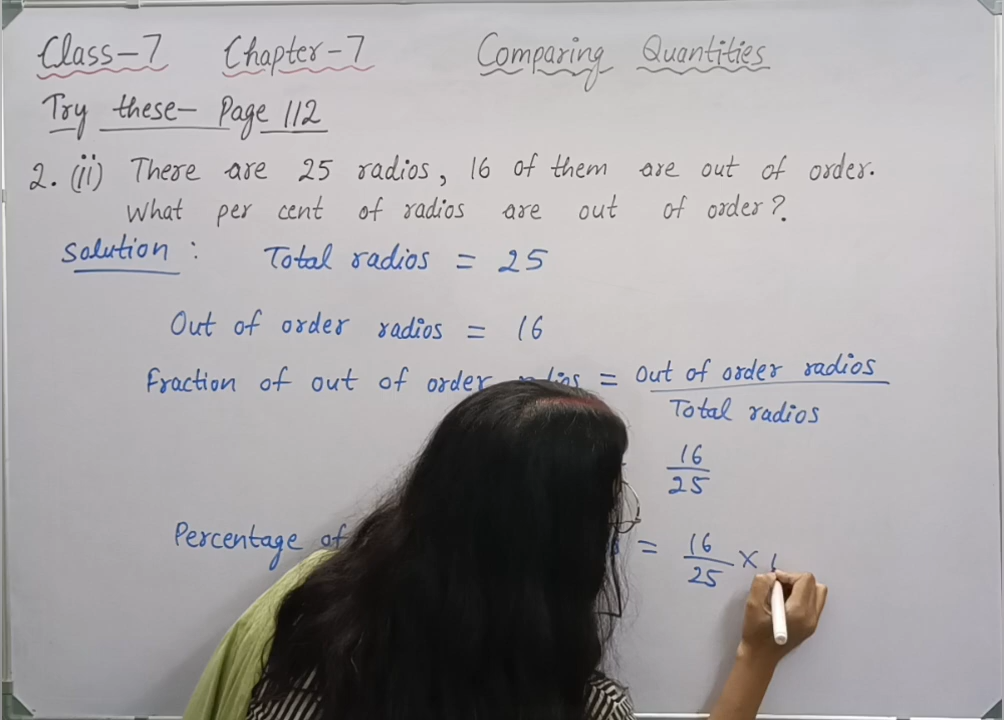 Class-7 Chapter-7 Comparing Quantities
Try these- Page 112
2. (ii) There are 25 radios, 16 of them are out of order.
What per cent of radios are out of order?
Solution : Total radios = 25
Out of order radios = 16
Fraction of out of order = Out of order radios / Total radios
16/25
Percentage of = 16/25 ×